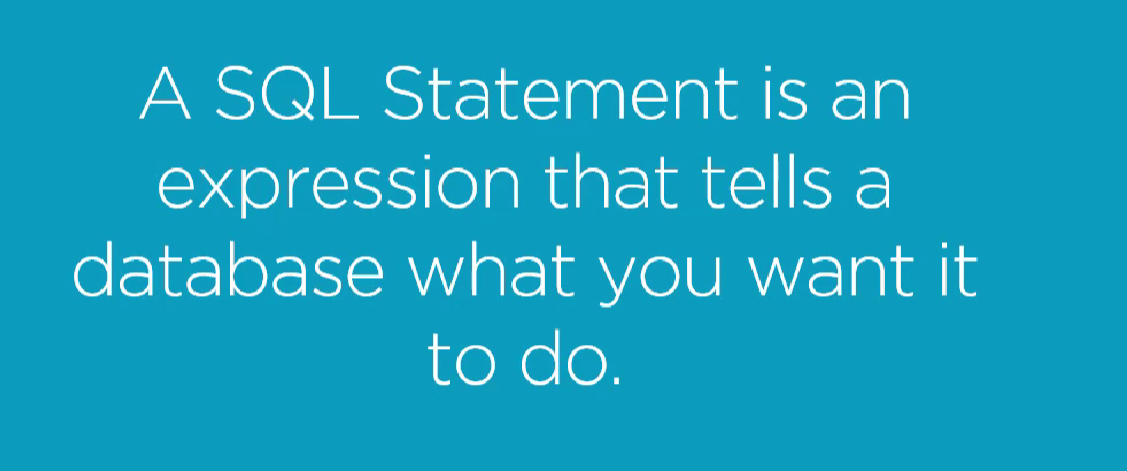 A SQL Statement is an
expression that tells a
database what you want it
to do.